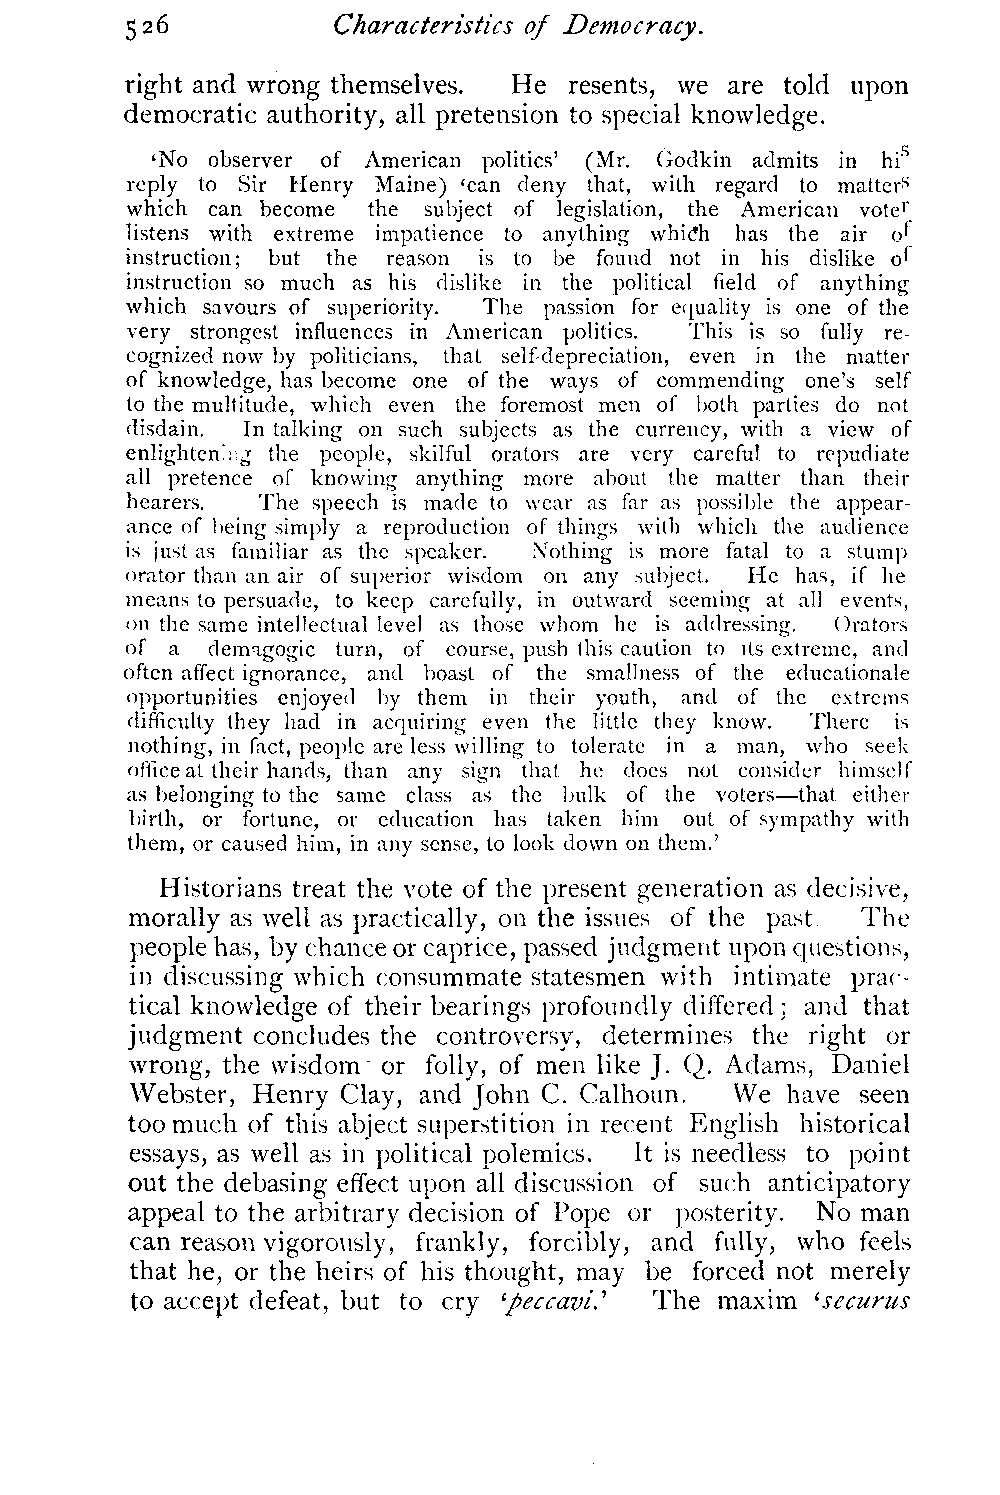 526 Characteristics of Democracy.
right and wrong themselves. He resents, we are told upon
democratic authority, all pretension to special knowledge.
‘No observer of American politics’ (Mr. Godkin admits in his
reply to Sir Henry Maine) ‘can deny that, with regard to matters
which can become the subject of legislation, the American voter
listens with extreme impatience to anything which has the air of
instruction; but the reason is to be found not in his dislike of
instruction so much as his dislike in the political field of anything
which savours of superiority. The passion for equality is one of the
very strongest influences in American politics. This is so fully re-
cognized now by politicians, that self-depreciation, even in the matter
of knowledge, has become one of the ways of commending one's self
to the multitude, which even the foremost men of both parties do not
disdain. In talking on such subjects as the currency, with a view of
enlightening the people, skilful orators are very careful to repudiate
all pretence of knowing anything more about the matter than their
hearers. The speech is made to wear as far as possible the appear-
ance of being simply a reproduction of things with which the audience
is just as familiar as the speaker. Nothing is more fatal to a stump
orator than an air of superior wisdom on any subject. He has, if he
means to persuade, to keep carefully, in outward seeming at all events,
on the same intellectual level as those whom he is addressing. Orators
of a demagogic turn, of course, push this caution to its extreme, and
often affect ignorance, and boast of the smallness of the educationale
opportunities enjoyed by them in their youth, and of the extrems
difficulty they had in acquiring even the little they know. There is
nothing, in fact, people are less willing to tolerate in a man, who seek
office at their hands, than any sign that he does not consider himself
as belonging to the same class as the bulk of the voters—that either
birth, or fortune, or education has taken him out of sympathy with
them, or caused him, in any sense, to look down on them.’
Historians treat the vote of the present generation as decisive,
morally as well as practically, on the issues of the past. The
people has, by chance or caprice, passed judgment upon questions,
in discussing which consummate statesmen with intimate prac-
tical knowledge of their bearings profoundly differed; and that
judgment concludes the controversy, determines the right or
wrong, the wisdom or folly, of men like J. Q. Adams, Daniel
Webster, Henry Clay, and John C. Calhoun. We have seen
too much of this abject superstition in recent English historical
essays, as well as in political polemics. It is needless to point
out the debasing effect upon all discussion of such anticipatory
appeal to the arbitrary decision of Pope or posterity. No man
can reason vigorously, frankly, forcibly, and fully, who feels
that he, or the heirs of his thought, may be forced not merely
to accept defeat, but to cry ‘peccavi.’ The maxim ‘securus